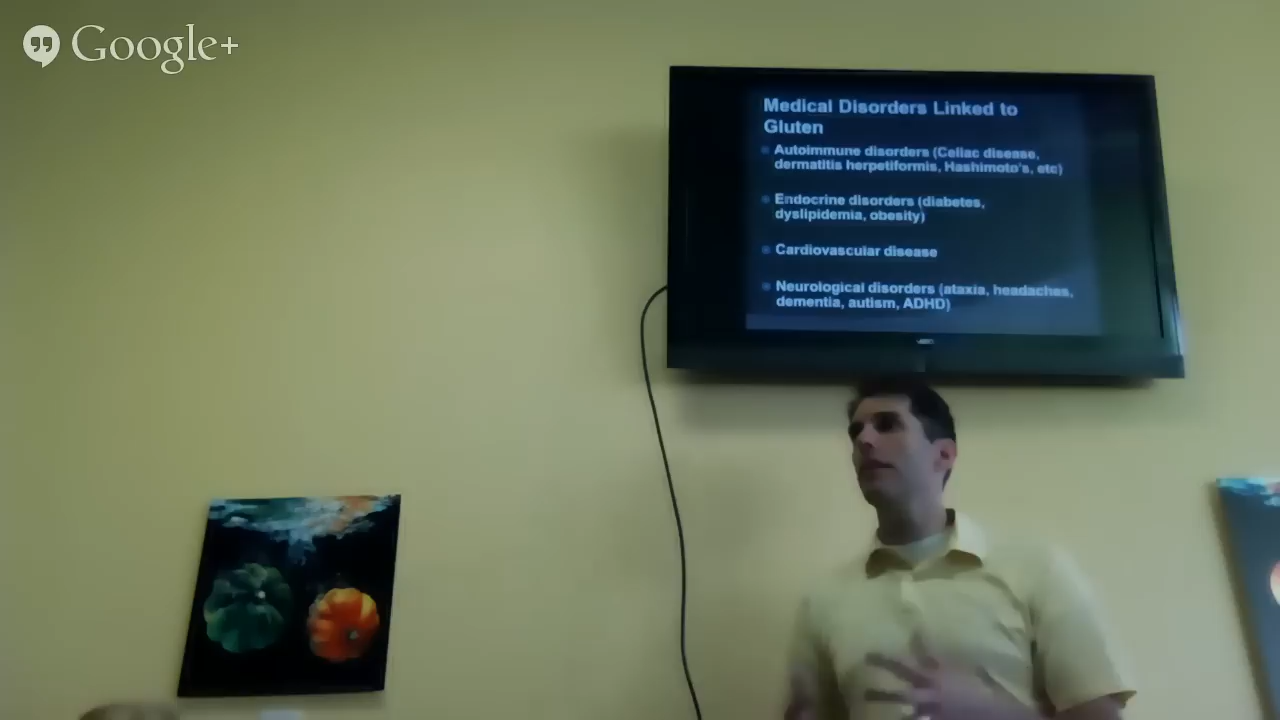 Google+
Medical Disorders Linked to
Gluten
Autoimmune disorders (Celiac disease,
dermatitis herpetiformis, Hashimoto's, etc)
Endocrine disorders (diabetes,
dyslipidemia, obesity)
Cardiovascular disease
Neurological disorders (ataxia, headaches,
dementia, autism, ADHD)